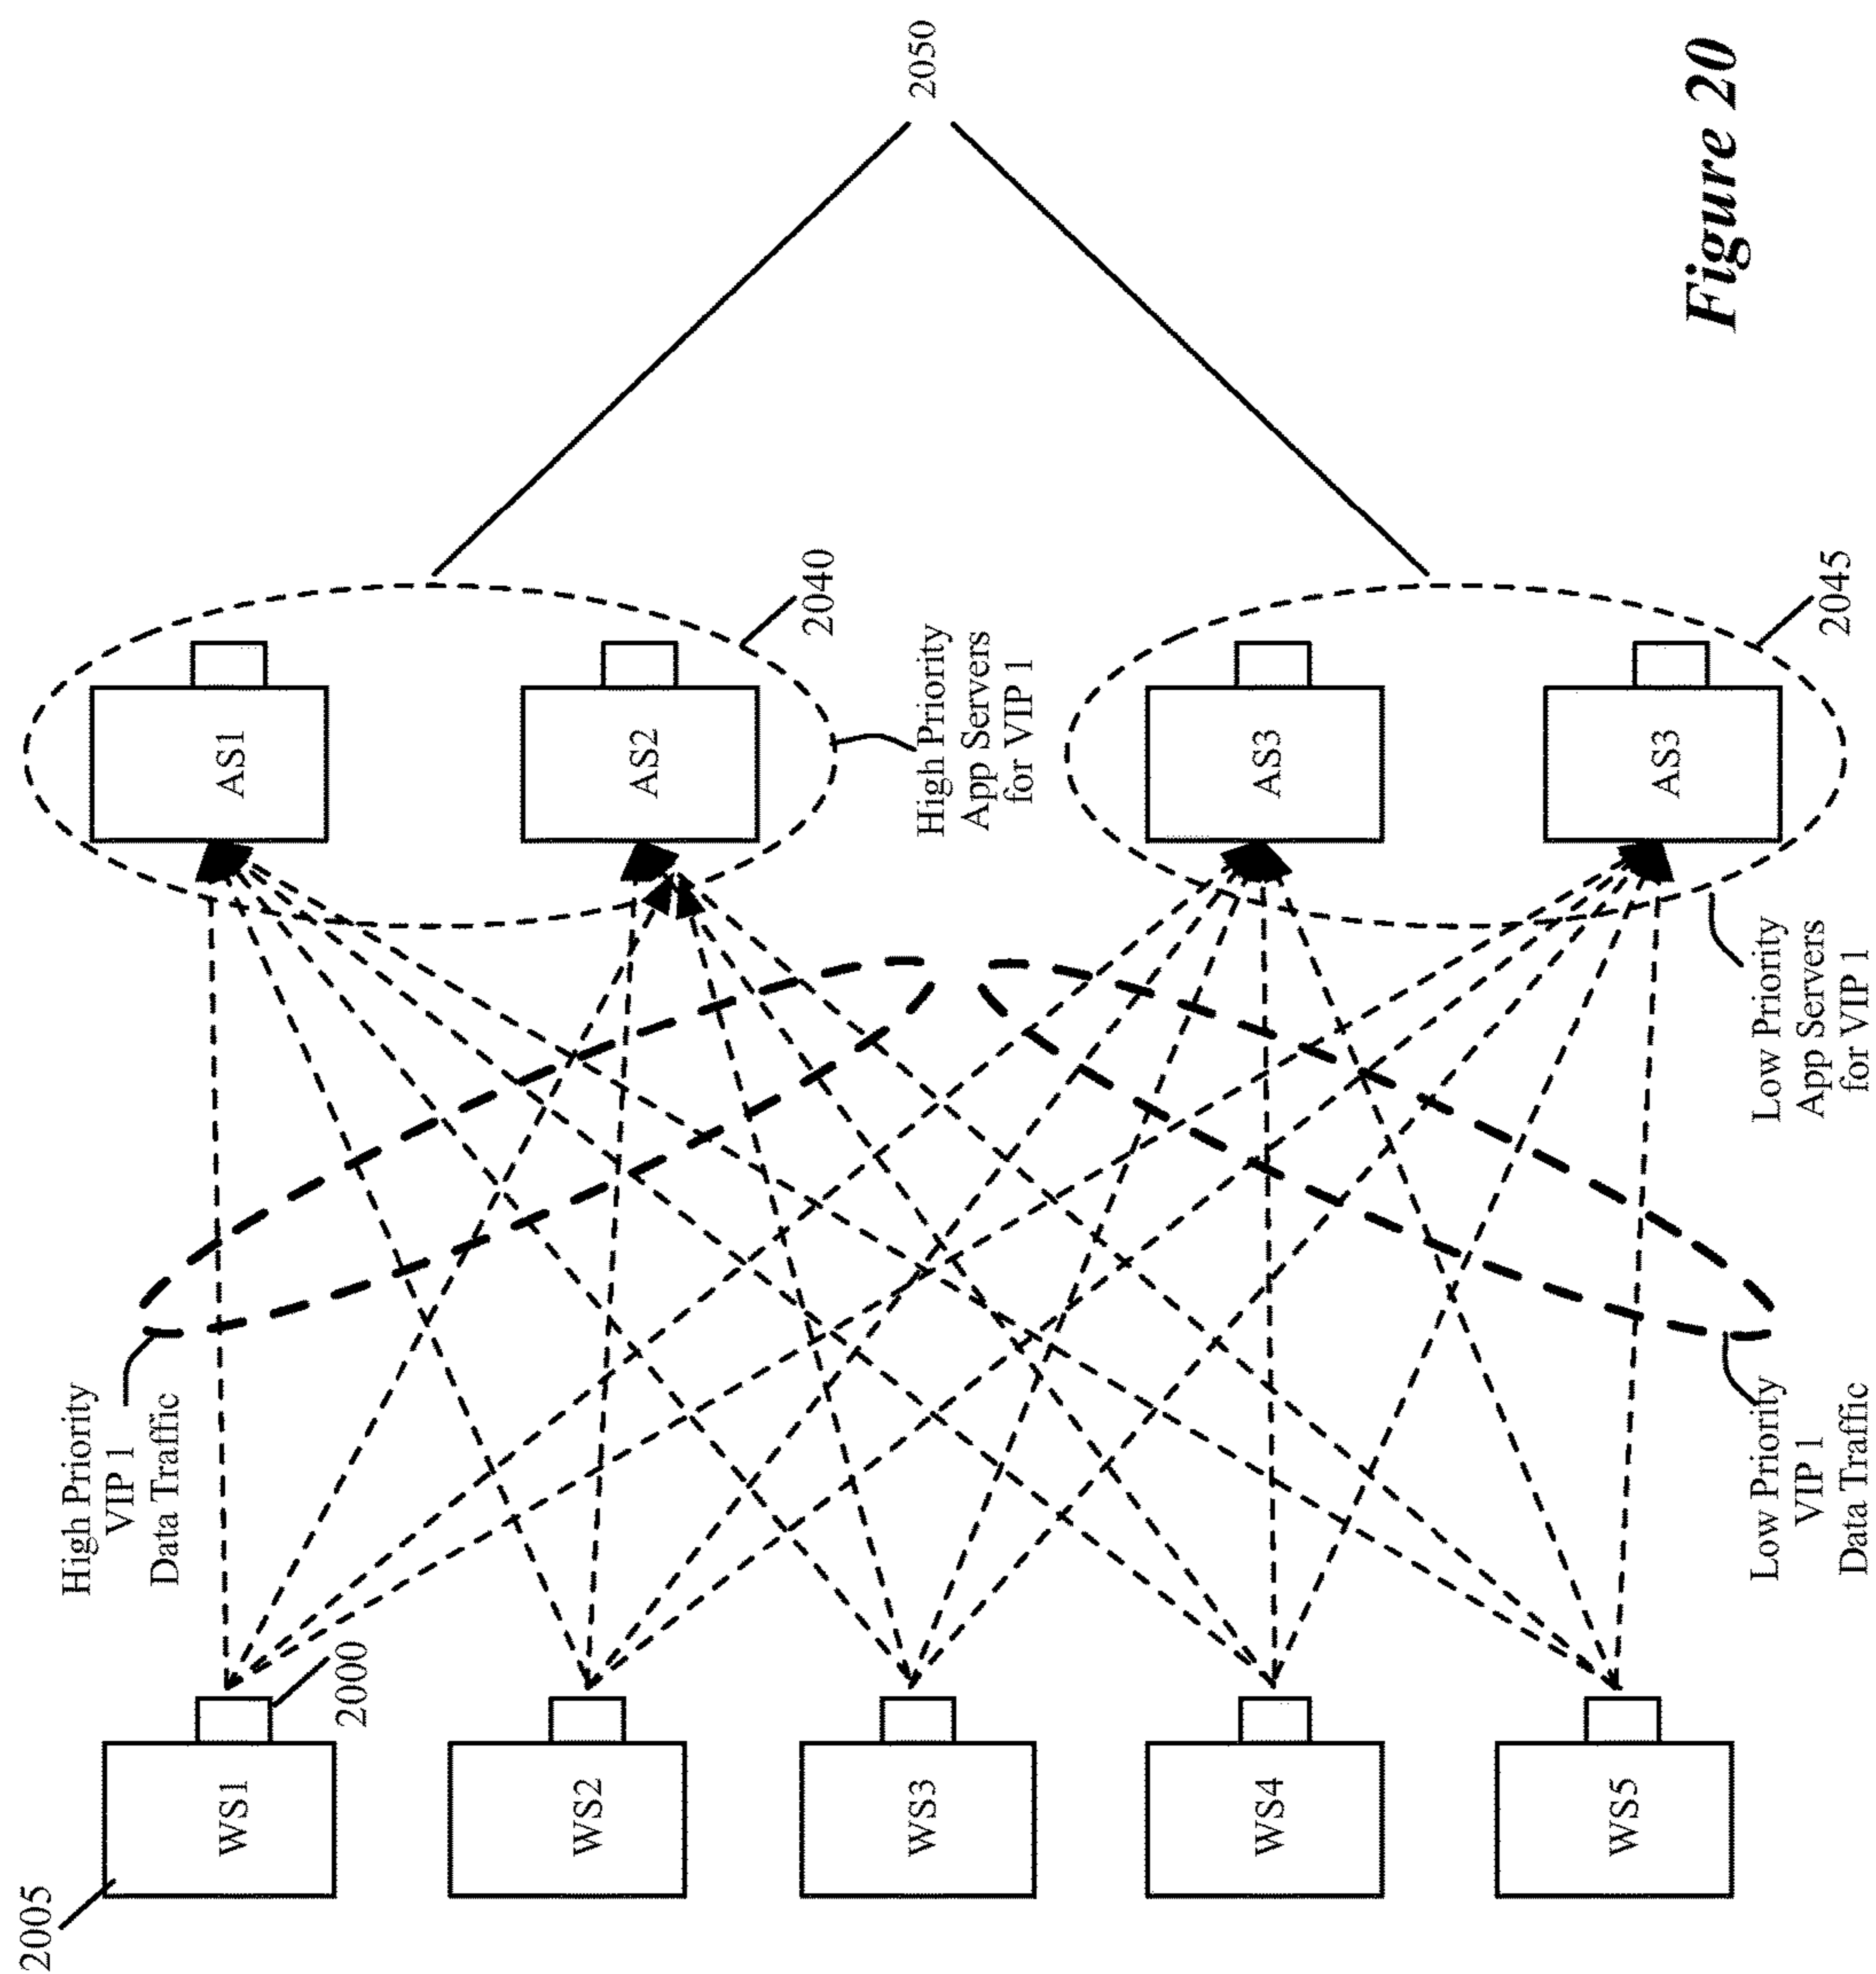 2005
WS1
2000
WS2
WS3
WS4
WS5
High Priority
VIP 1
Data Traffic
Low Priority
VIP 1
Data Traffic
AS1
AS2
AS3
AS3
2040
High Priority
App Servers
for VIP 1
2045
Low Priority
App Servers
for VIP 1
2050
Figure 20